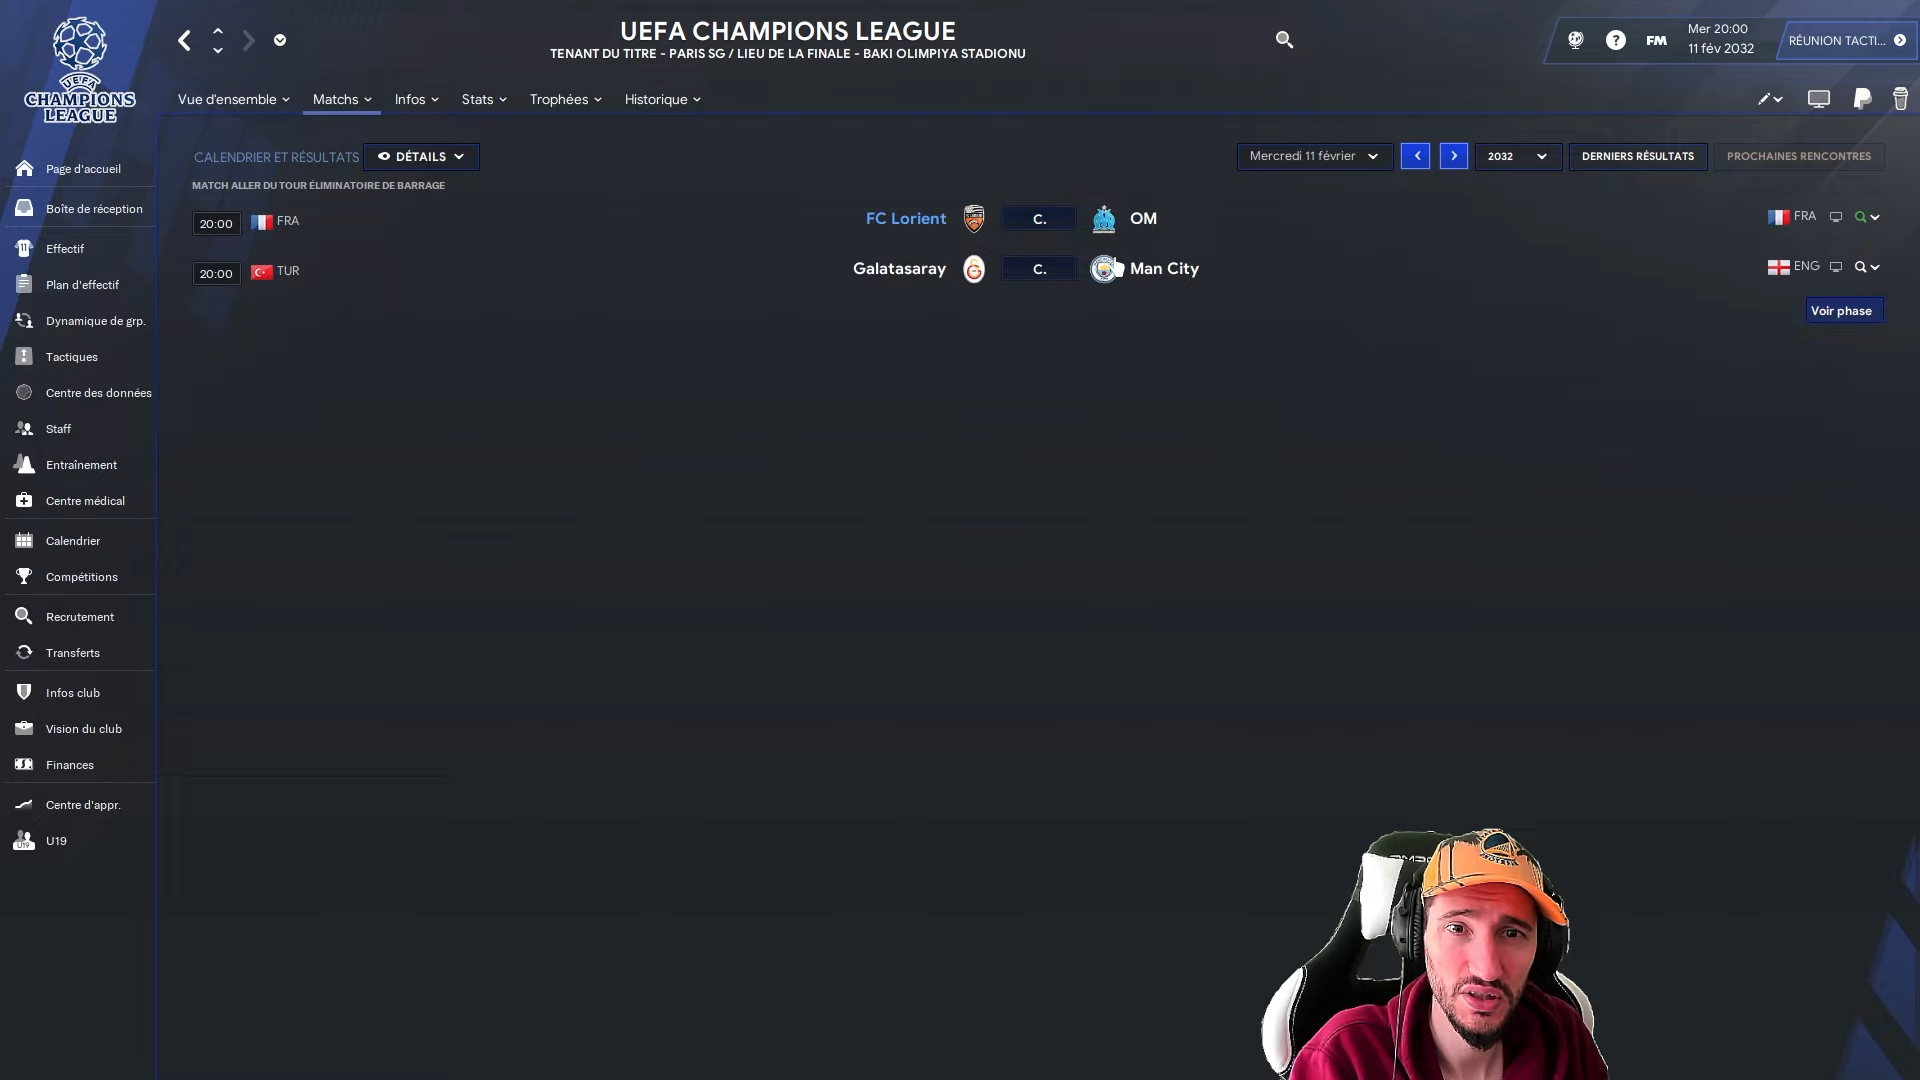 UEFA
CHAMPIONS
LEAGUE
UEFA CHAMPIONS LEAGUE
TENANT DU TITRE - PARIS SG / LIEU DE LA FINALE - BAKI OLIMPIYA STADIONU
? FM
Mer 20:00
11 fév 2032
RÉUNION TACTI...
Vue d'ensemble
Matchs
Infos
Stats
Trophées
Historique
CALENDRIER ET RÉSULTATS
DÉTAILS
Mercredi 11 février
2032
DERNIERS RÉSULTATS
PROCHAINES RENCONTRES
MATCH ALLER DU TOUR ÉLIMINATOIRE DE BARRAGE
20:00 FRA FC Lorient C. OM FRA
20:00 TUR Galatasaray C. Man City ENG
Voir phase
Page d'accueil
Boîte de réception
Effectif
Plan d'effectif
Dynamique de grp.
Tactiques
Centre des données
Staff
Entraînement
Centre médical
Calendrier
Compétitions
Recrutement
Transferts
Infos club
Vision du club
Finances
Centre d'appr.
U19
U19